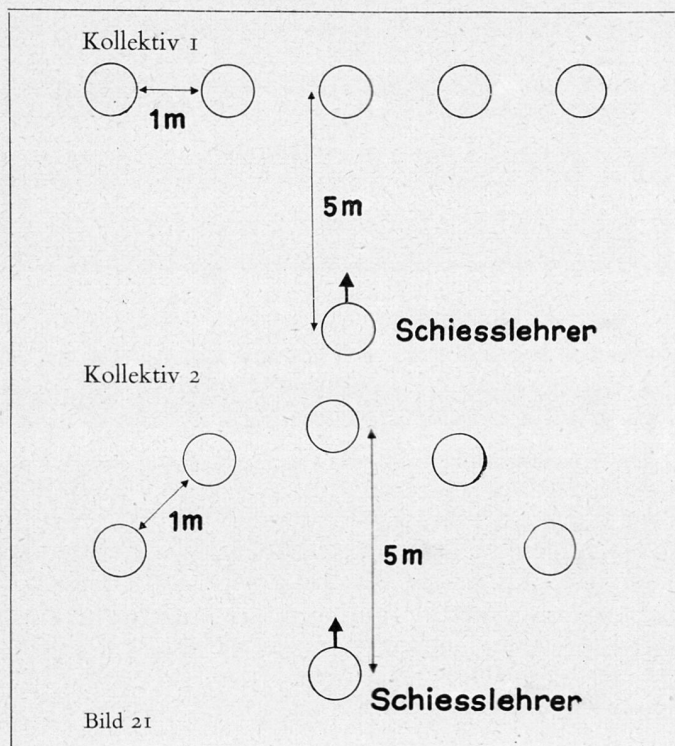 Kollektiv 1
1m
5m
Schiesslehrer
Kollektiv 2
1m
5m
Schiesslehrer
Bild 21